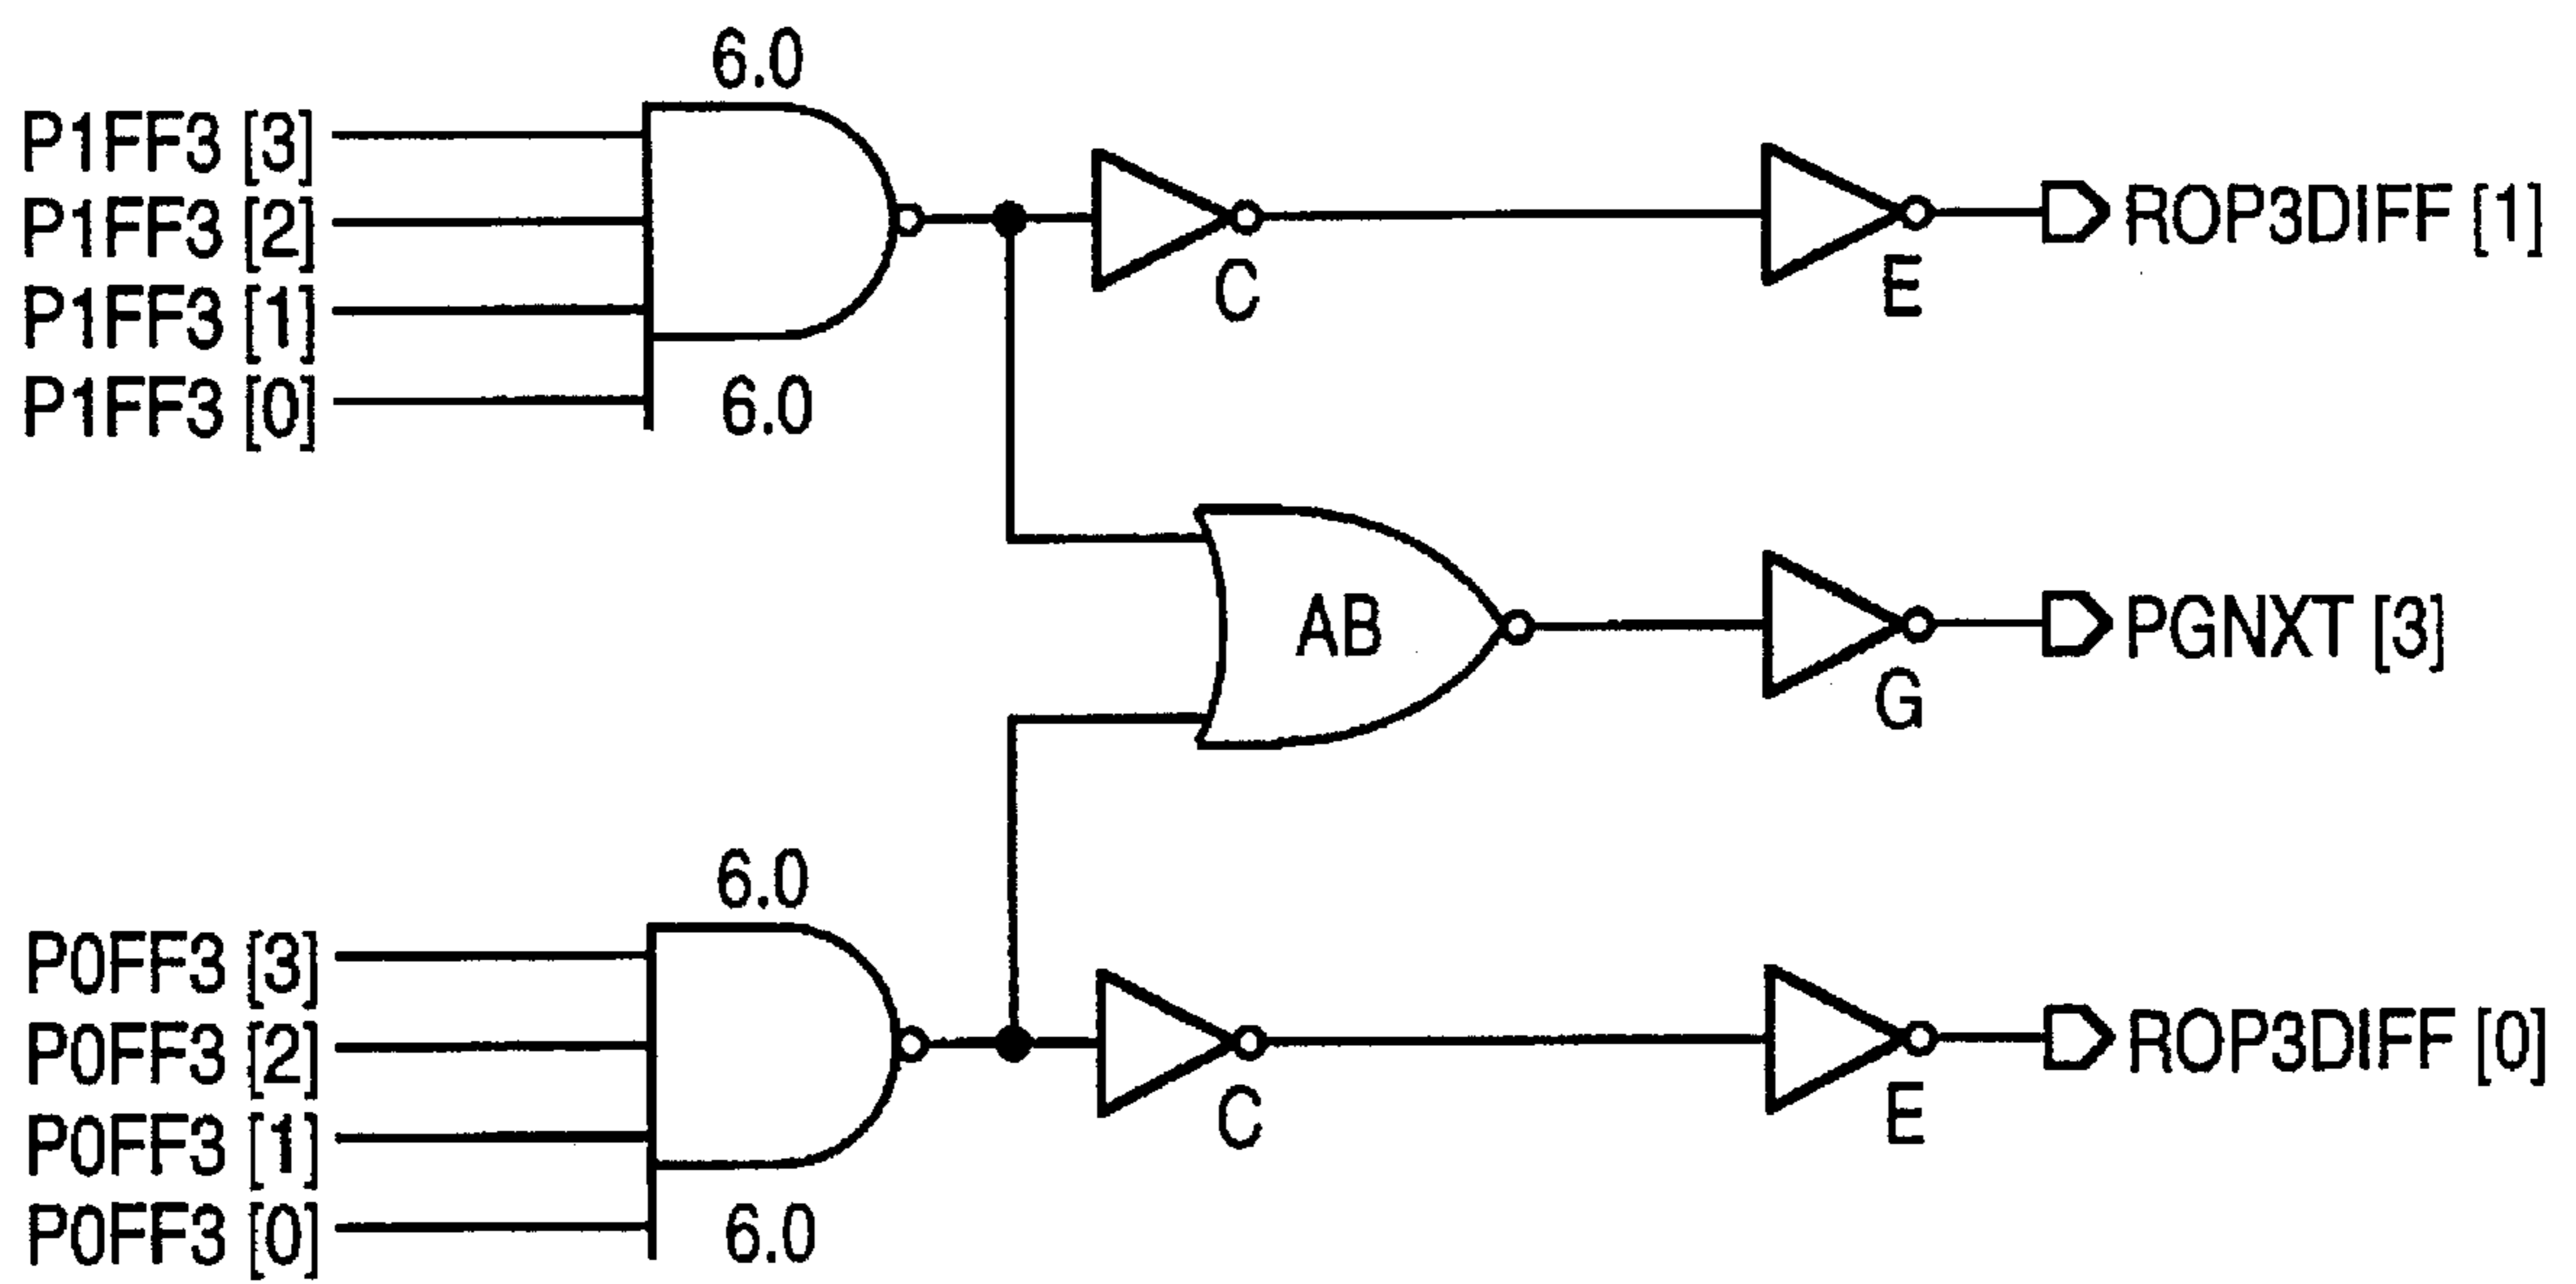 6.0
P1FF3 [3]
P1FF3 [2]
P1FF3 [1]
P1FF3 [0]
6.0
C
E
ROP3DIFF [1]
AB
G
PGNXT [3]
6.0
P0FF3 [3]
P0FF3 [2]
P0FF3 [1]
P0FF3 [0]
6.0
C
E
ROP3DIFF [0]